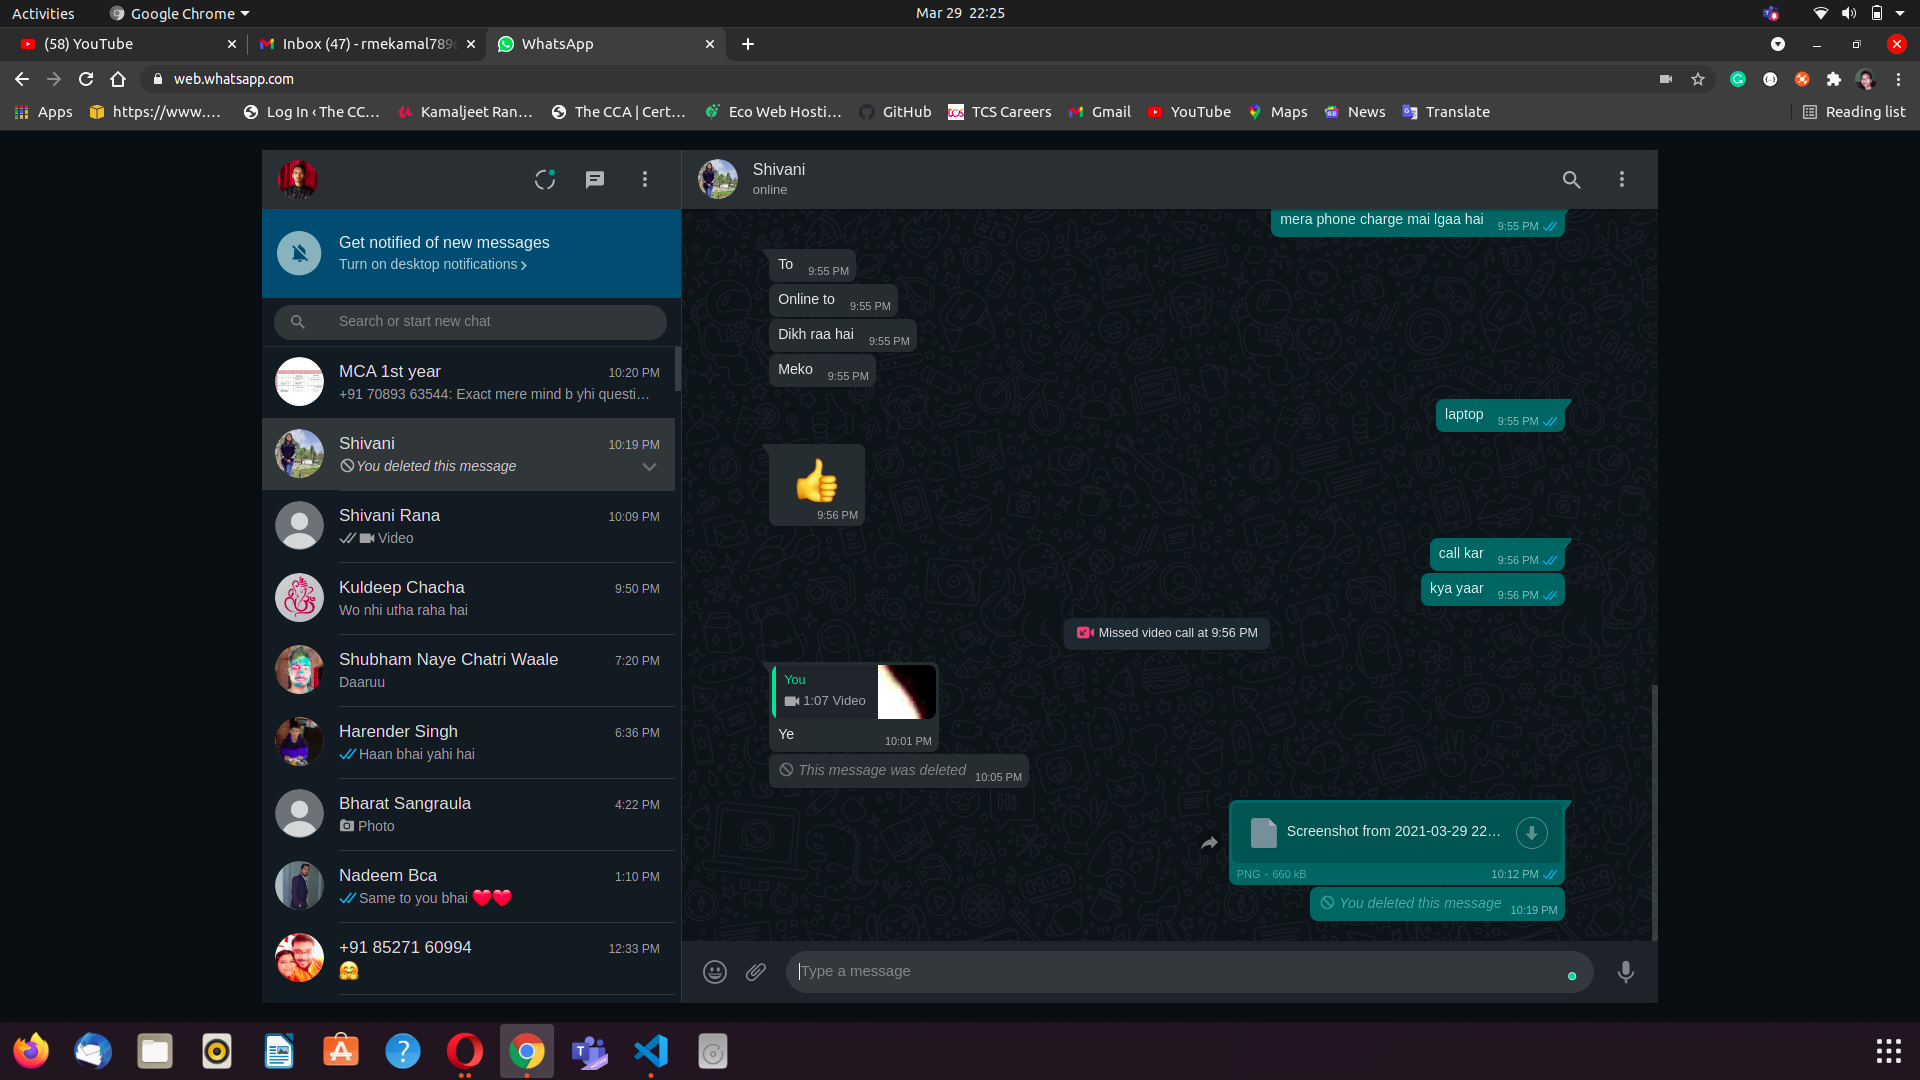 Activities
Google Chrome
Mar 29 22:25
(58) YouTube
Inbox (47) - rmekamal789
WhatsApp
web.whatsapp.com
Apps
https://www....
Log In ‹ The CC...
Kamaljeet Ran...
The CCA | Cert...
Eco Web Hosti...
GitHub
TCS Careers
Gmail
YouTube
Maps
News
Translate
Reading list
Get notified of new messages
Turn on desktop notifications
Search or start new chat
MCA 1st year
10:20 PM
+91 70893 63544: Exact mere mind b yhi questi...
Shivani
10:19 PM
You deleted this message
Shivani Rana
10:09 PM
Video
Kuldeep Chacha
9:50 PM
Wo nhi utha raha hai
Shubham Naye Chatri Waale
7:20 PM
Daaruu
Harender Singh
6:36 PM
Haan bhai yahi hai
Bharat Sangraula
4:22 PM
Photo
Nadeem Bca
1:10 PM
Same to you bhai
+91 85271 60994
12:33 PM
Shivani
online
mera phone charge mai lgaa hai
9:55 PM
To
9:55 PM
Online to
9:55 PM
Dikh raa hai
9:55 PM
Meko
9:55 PM
laptop
9:55 PM
9:56 PM
call kar
9:56 PM
kya yaar
9:56 PM
Missed video call at 9:56 PM
You
1:07 Video
Ye
10:01 PM
This message was deleted
10:05 PM
Screenshot from 2021-03-29 22...
PNG • 660 kB
10:12 PM
You deleted this message
10:19 PM
Type a message